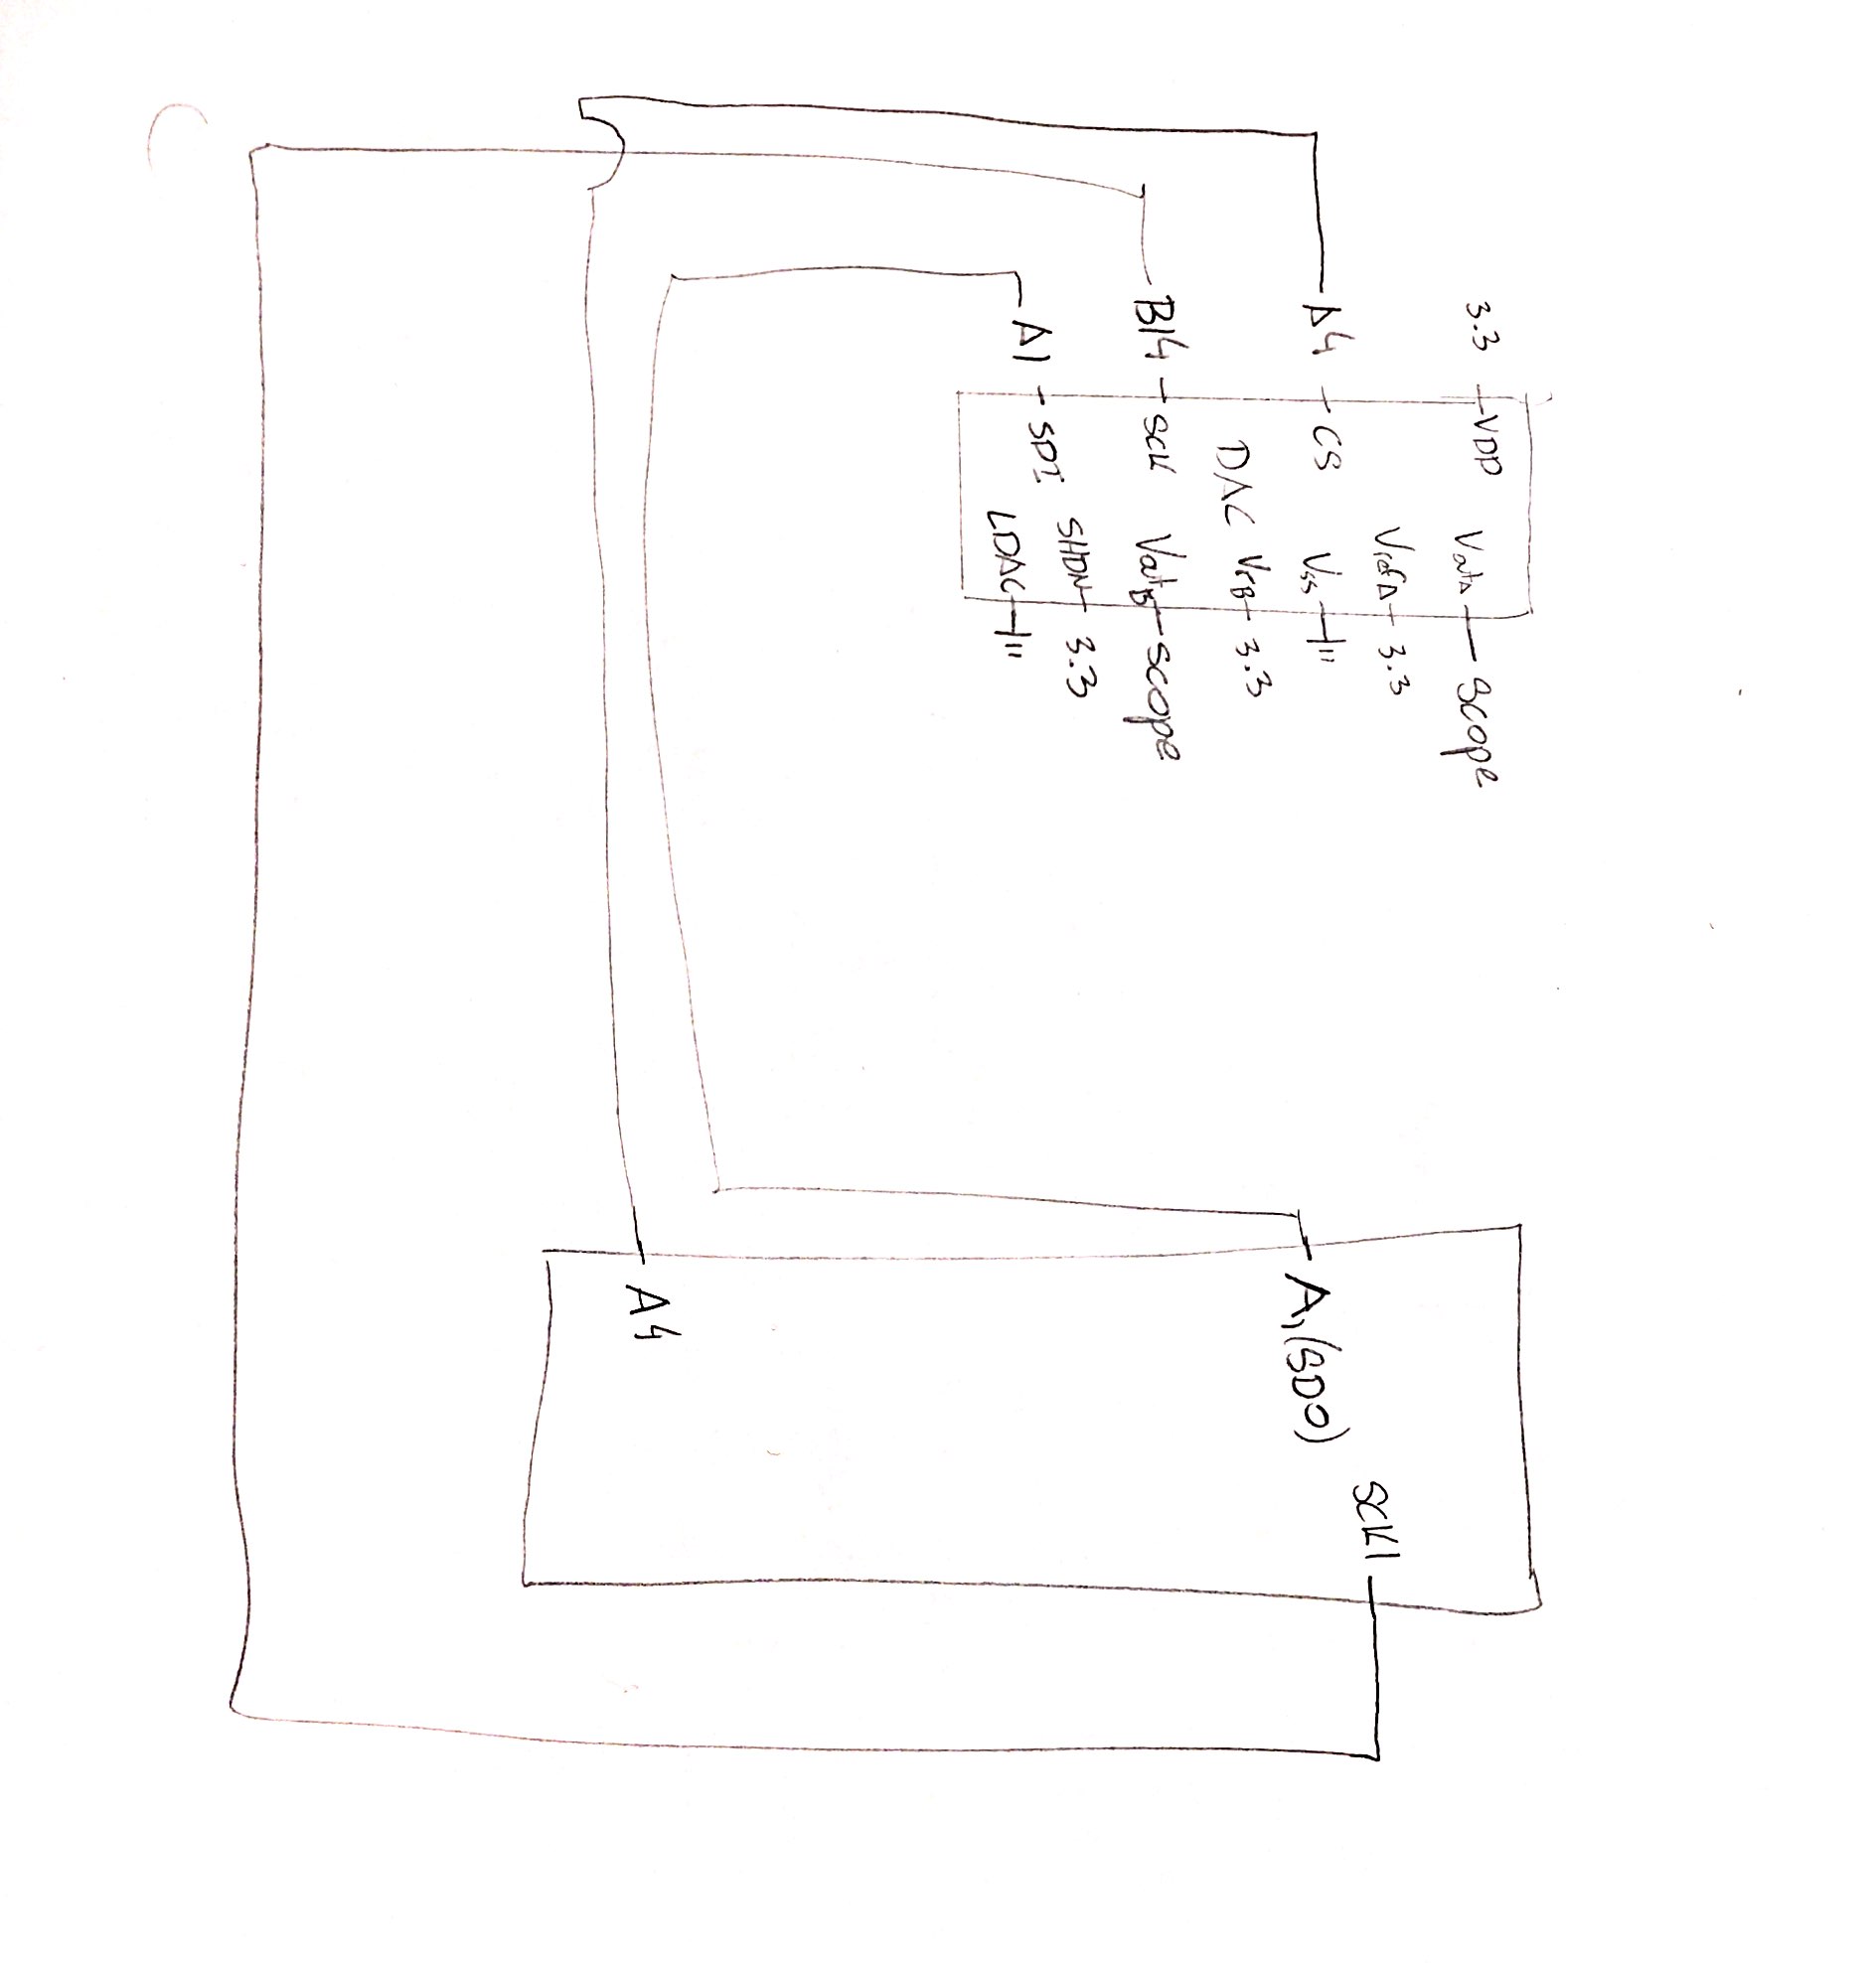 3.3 VDD VoutA scope
VrefA 3.3
A4 CS Vss
DAC VrB 3.3
B14 SCK VoutB scope
SHDN 3.3
A1 SDI
LDAC
SCK1
A1 (SDO)
A4